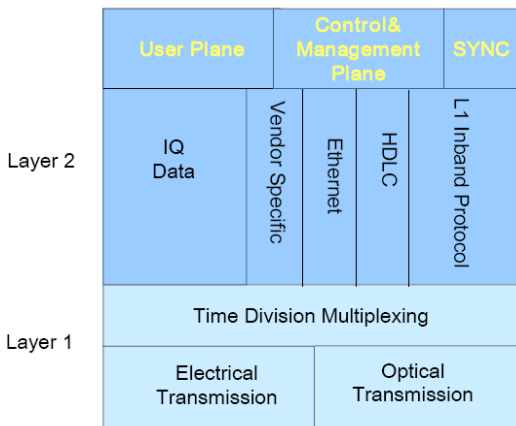 User Plane
Control&
Management
Plane
SYNC
Layer 2
IQ
Data
Vendor Specific
Ethernet
HDLC
L1 Inband Protocol
Layer 1
Time Division Multiplexing
Electrical
Transmission
Optical
Transmission